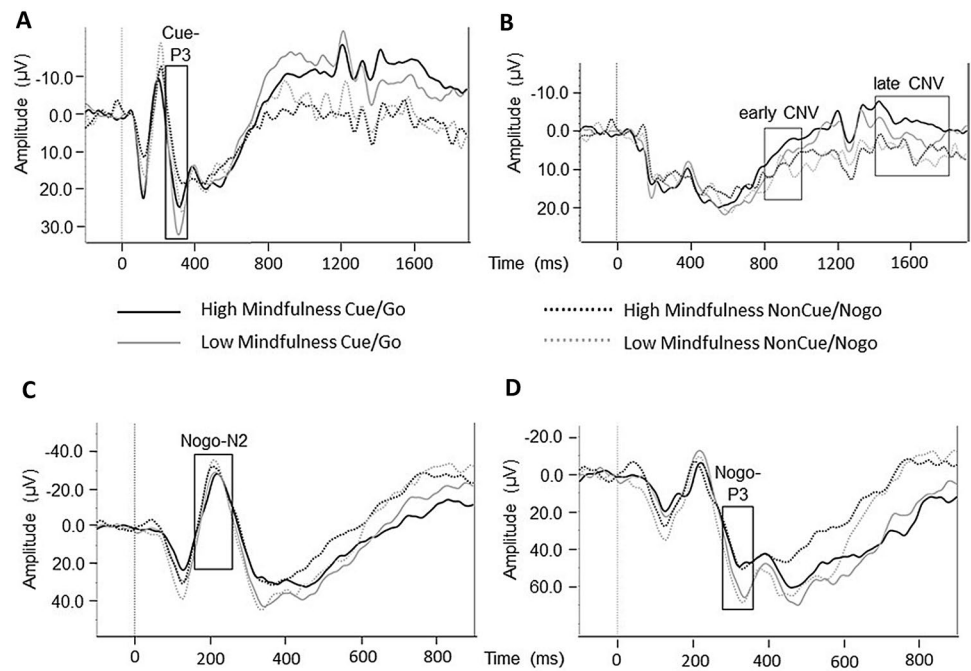 A
Cue-
P3
Amplitude (µV)
-10.0
0.0
10.0
20.0
30.0
0 400 800 1200 1600
B
early CNV
late CNV
Amplitude (µV)
-10.0
0.0
10.0
20.0
0 400 800 1200 1600
Time (ms)
High Mindfulness Cue/Go
Low Mindfulness Cue/Go
High Mindfulness NonCue/Nogo
Low Mindfulness NonCue/Nogo
C
Nogo-N2
Amplitude (µV)
-40.0
-20.0
0.0
20.0
40.0
0 200 400 600 800
D
Nogo-
P3
Amplitude (µV)
-20.0
0.0
20.0
40.0
60.0
0 200 400 600 800
Time (ms)